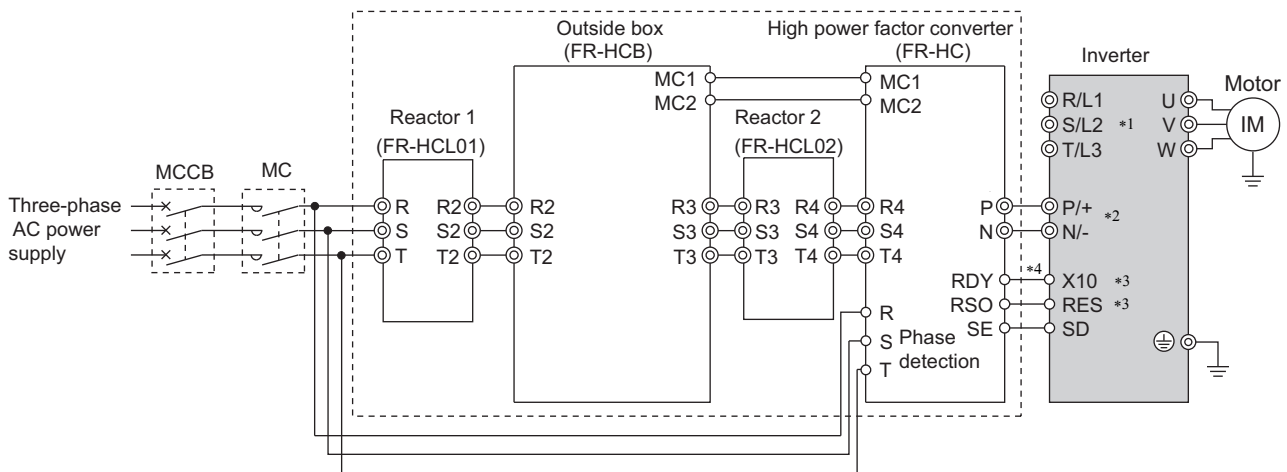 Outside box
(FR-HCB)
High power factor converter
(FR-HC)
Inverter
Motor
MC1
MC2
MC1
MC2
R/L1
S/L2 *1
T/L3
U
V
W
IM
Reactor 1
(FR-HCL01)
Reactor 2
(FR-HCL02)
MCCB
MC
Three-phase
AC power
supply
R R2 R2 R3 R3 R4 R4 P P/+
S S2 S2 S3 S3 S4 S4 N N/- *2
T T2 T2 T3 T3 T4 T4
RDY *4 X10 *3
RSO RES *3
SE SD
R
S Phase
detection
T